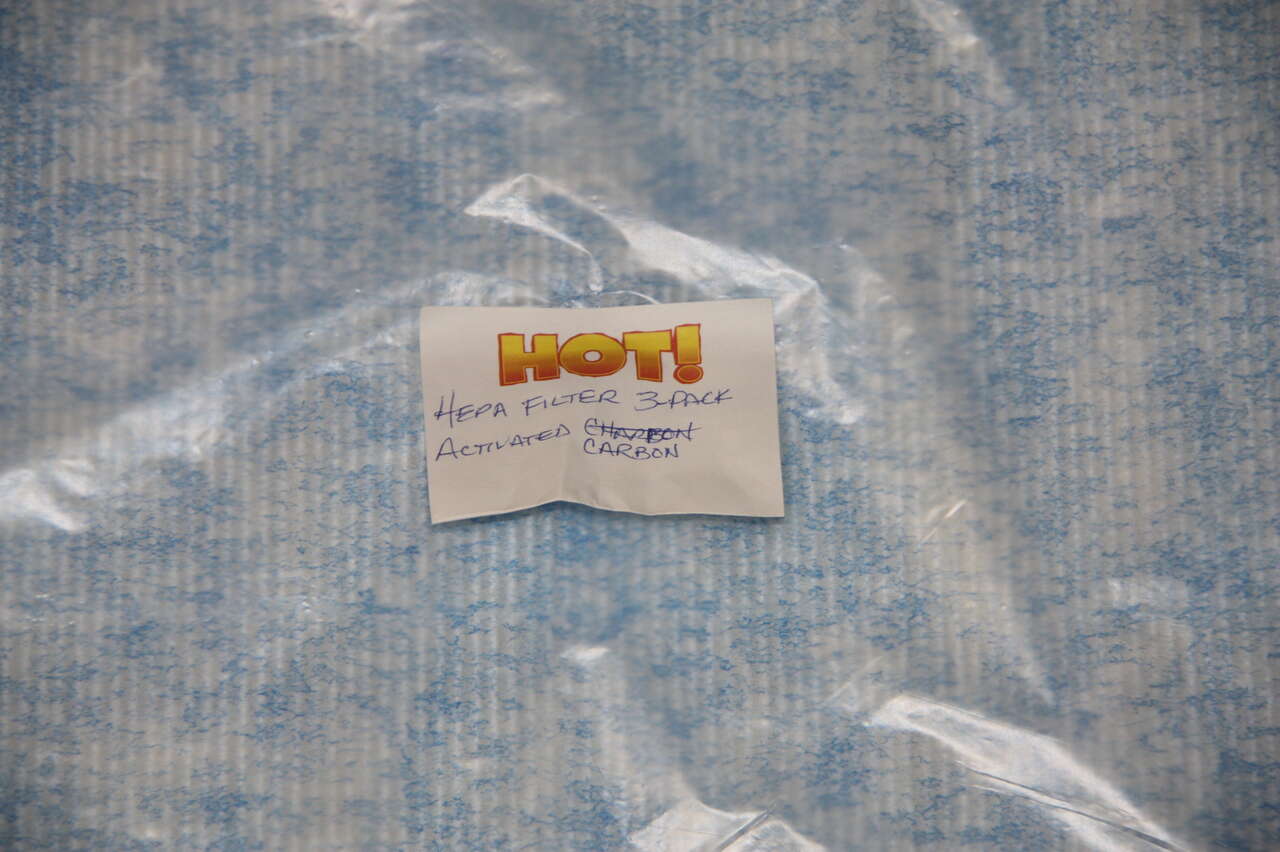 HOT!
HEPA FILTER 3-PACK
ACTIVATED CHARBON
CARBON